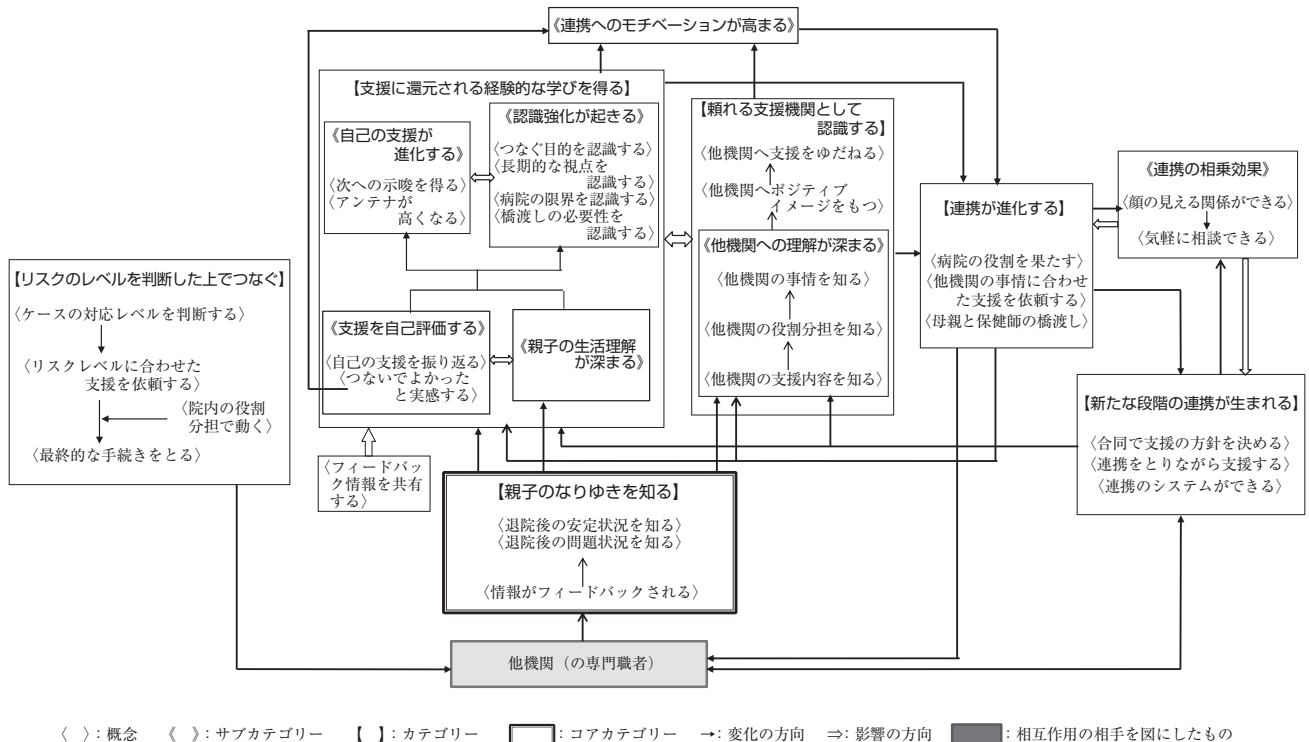 《連携へのモチベーションが高まる》
【支援に還元される経験的な学びを得る】
《自己の支援が
進化する》
〈次への示唆を得る〉
〈アンテナが
高くなる〉
《認識強化が起きる》
〈つなぐ目的を認識する〉
〈長期的な視点を
認識する〉
〈病院の限界を認識する〉
〈橋渡しの必要性を
認識する〉
《支援を自己評価する》
〈自己の支援を振り返る〉
〈つないでよかった
と実感する〉
《親子の生活理解
が深まる》
【頼れる支援機関として
認識する】
〈他機関へ支援をゆだねる〉
〈他機関へポジティブ
イメージをもつ〉
《他機関への理解が深まる》
〈他機関の事情を知る〉
〈他機関の役割分担を知る〉
〈他機関の支援内容を知る〉
【連携が進化する】
〈病院の役割を果たす〉
〈他機関の事情に合わせ
た支援を依頼する〉
〈母親と保健師の橋渡し〉
《連携の相乗効果》
〈顔の見える関係ができる〉
〈気軽に相談できる〉
【リスクのレベルを判断した上でつなぐ】
〈ケースの対応レベルを判断する〉
〈リスクレベルに合わせた
支援を依頼する〉
〈院内の役割
分担で動く〉
〈最終的な手続きをとる〉
【新たな段階の連携が生まれる】
〈合同で支援の方針を決める〉
〈連携をとりながら支援する〉
〈連携のシステムができる〉
〈フィードバッ
ク情報を共有
する〉
【親子のなりゆきを知る】
〈退院後の安定状況を知る〉
〈退院後の問題状況を知る〉
〈情報がフィードバックされる〉
他機関（の専門職者）
〈 〉：概念 《 》：サブカテゴリー 【 】：カテゴリー ：コアカテゴリー →：変化の方向 ⇒：影響の方向 ：相互作用の相手を図にしたもの